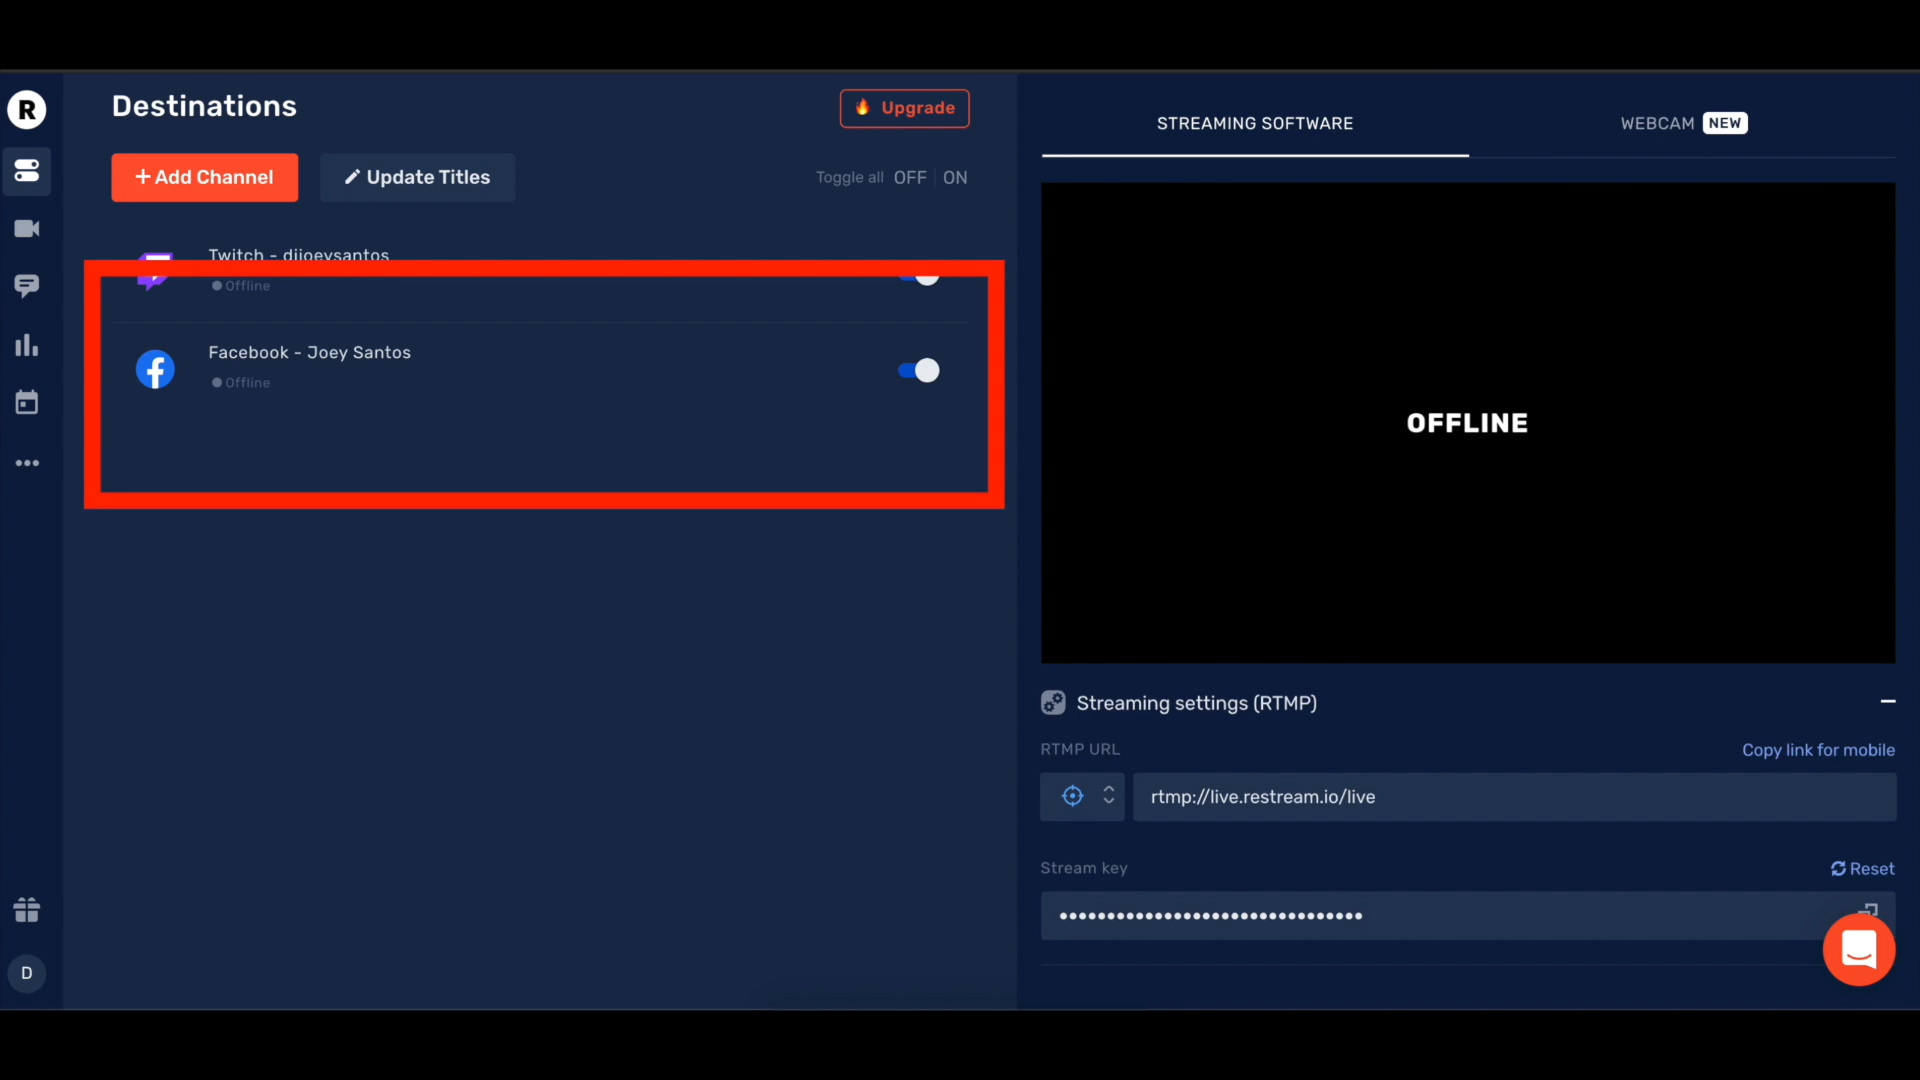 R
Destinations
Upgrade
+ Add Channel
Update Titles
Toggle all OFF ON
Twitch - djjoeysantos
Offline
Facebook - Joey Santos
Offline
D
STREAMING SOFTWARE
WEBCAM NEW
OFFLINE
Streaming settings (RTMP)
RTMP URL
Copy link for mobile
rtmp://live.restream.io/live
Stream key
Reset
••••••••••••••••••••••••••••••••